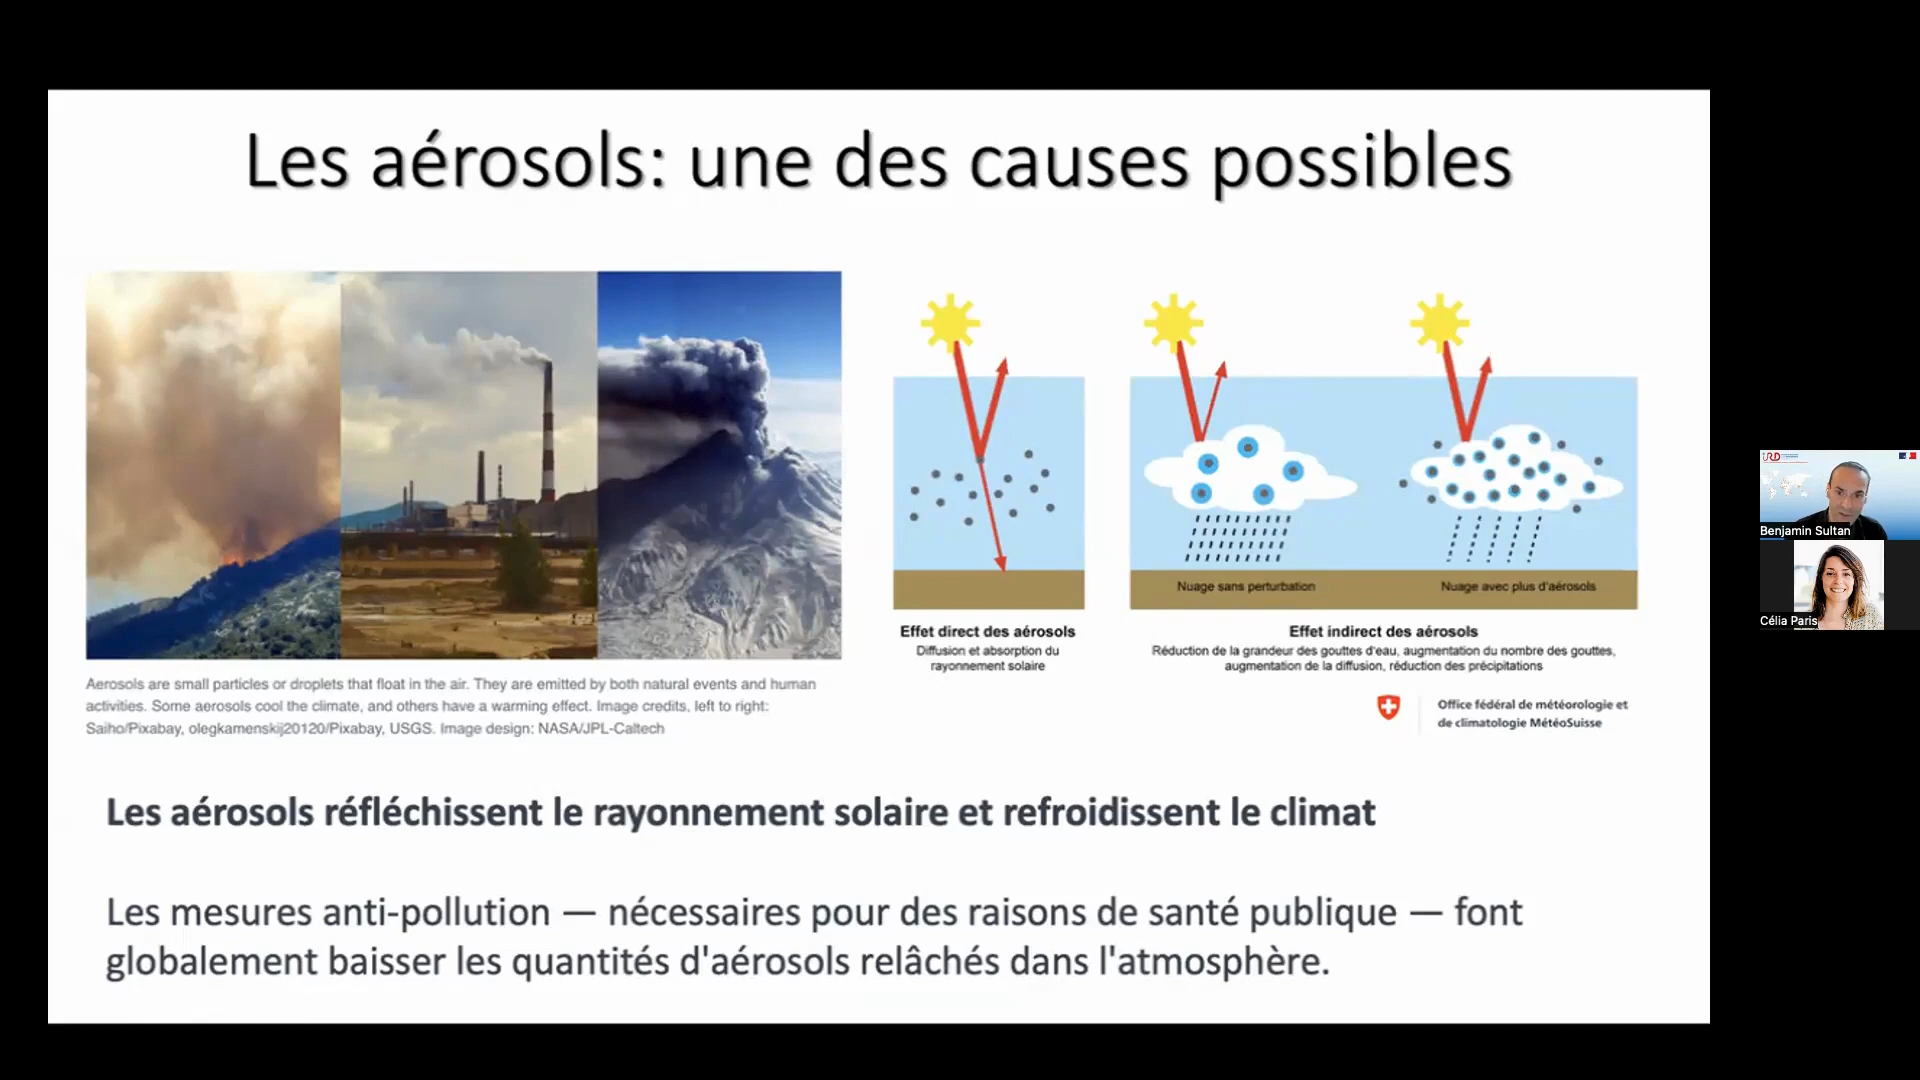 Les aérosols: une des causes possibles
Aerosols are small particles or droplets that float in the air. They are emitted by both natural events and human
activities. Some aerosols cool the climate, and others have a warming effect. Image credits, left to right:
Saiho/Pixabay, olegkamenskij20120/Pixabay, USGS. Image design: NASA/JPL-Caltech
Effet direct des aérosols
Diffusion et absorption du
rayonnement solaire
Nuage sans perturbation
Nuage avec plus d'aérosols
Effet indirect des aérosols
Réduction de la grandeur des gouttes d'eau, augmentation du nombre des gouttes,
augmentation de la diffusion, réduction des précipitations
Office fédéral de météorologie et
de climatologie MétéoSuisse
Les aérosols réfléchissent le rayonnement solaire et refroidissent le climat
Les mesures anti-pollution — nécessaires pour des raisons de santé publique — font
globalement baisser les quantités d'aérosols relâchés dans l'atmosphère.
IRD
Benjamin Sultan
Célia Paris